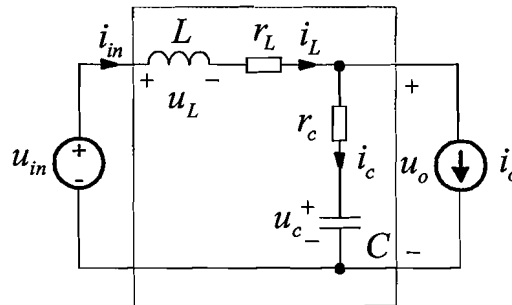 i_in
L
r_L
i_L
+
-
+
u_L
r_c
u_in
+
-
i_c
u_o
i_o
u_c
+
-
C
-